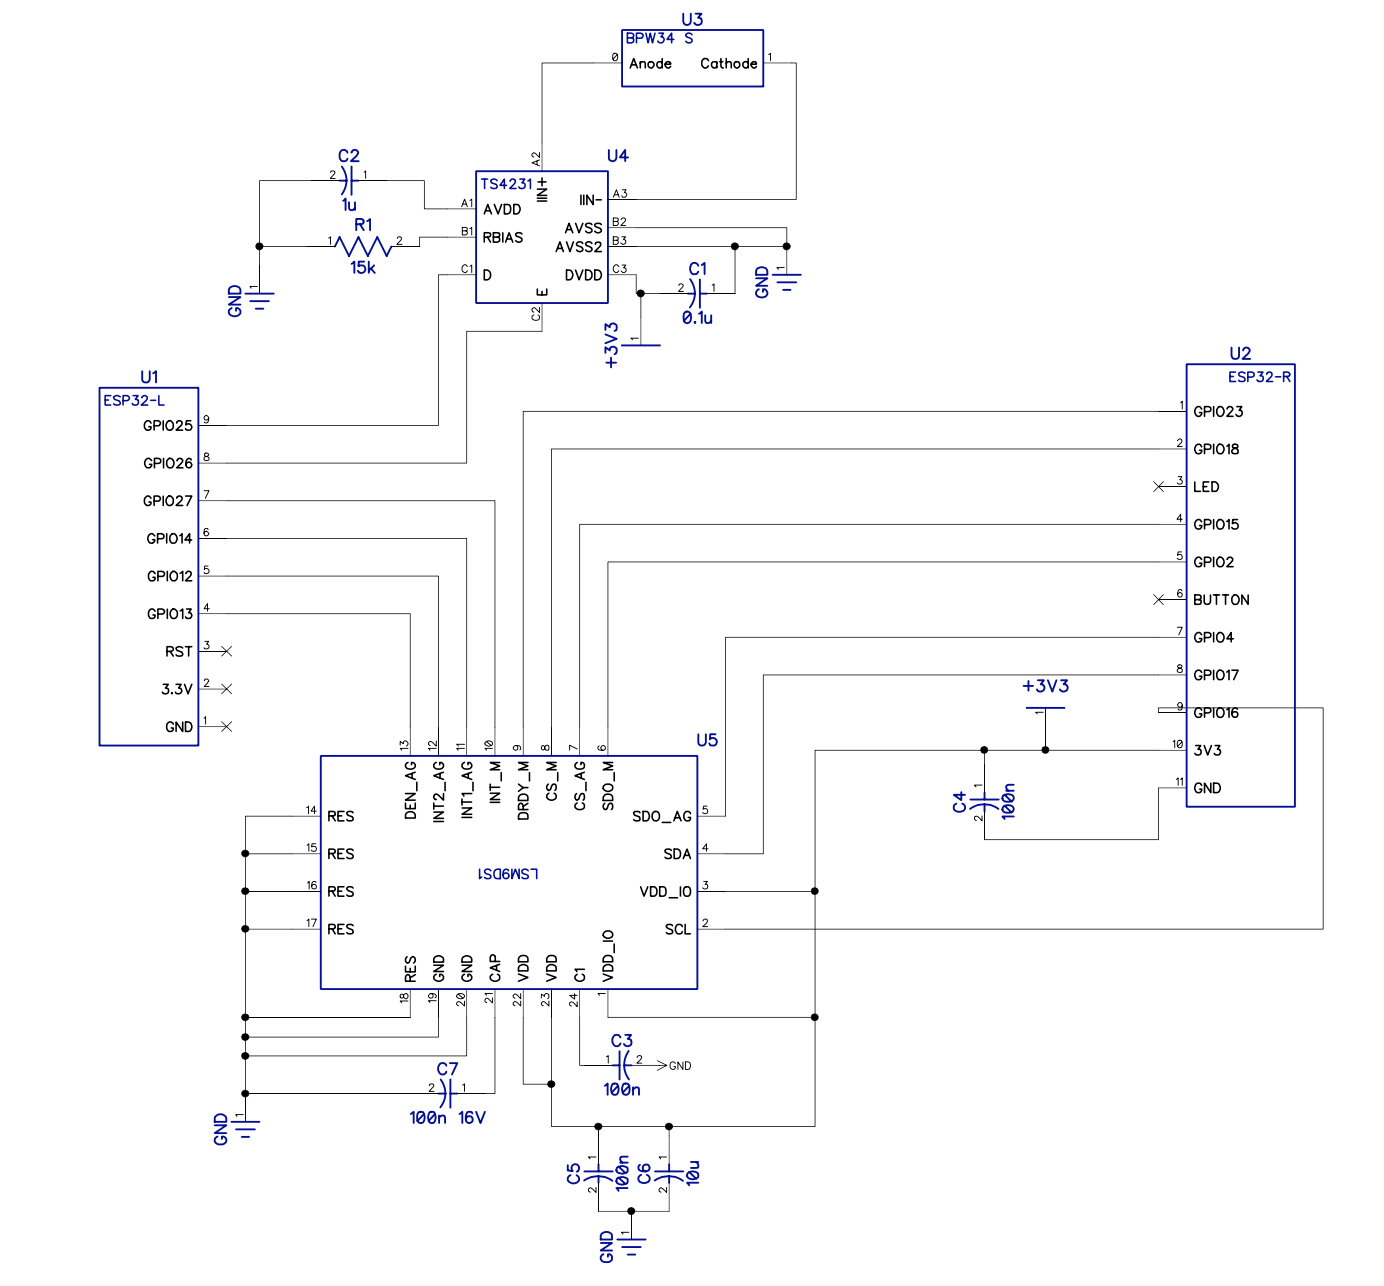 U3
BPW34 S
0 Anode Cathode 1
A2
U4
TS4231
IIN+
IIN- A3
C2
2 1
1u
A1 AVDD
AVSS B2
R1
1 2
15k
B1 RBIAS
AVSS2 B3
C1 D
DVDD C3
E
C2
C1
2 1
0.1u
GND 1
GND 1
+3V3 1
U1
ESP32-L
GPIO25 9
GPIO26 8
GPIO27 7
GPIO14 6
GPIO12 5
GPIO13 4
RST 3
3.3V 2
GND 1
U2
ESP32-R
1 GPIO23
2 GPIO18
3 LED
4 GPIO15
5 GPIO2
6 BUTTON
7 GPIO4
8 GPIO17
9 GPIO16
10 3V3
11 GND
+3V3
1
C4
1
2
100n
U5
13 12 11 10 9 8 7 6
DEN_AG INT2_AG INT1_AG INT_M DRDY_M CS_M CS_AG SDO_M
14 RES
15 RES
16 RES
17 RES
SDO_AG 5
SDA 4
VDD_IO 3
SCL 2
LSM9DS1
RES GND GND CAP VDD VDD C1 VDD_IO
18 19 20 21 22 23 24 1
C3
1 2
GND
100n
C7
2 1
100n 16V
GND 1
C5
1
2
100n
C6
1
2
10u
GND 1